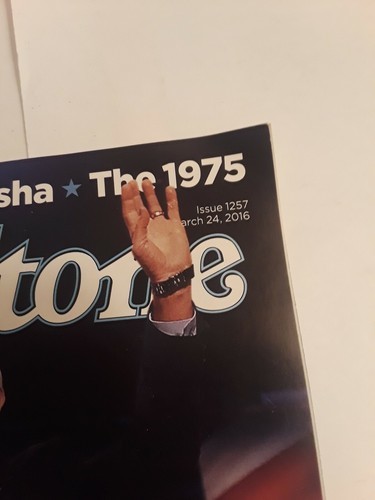 sha ★ The 1975
Issue 1257
arch 24, 2016
tone